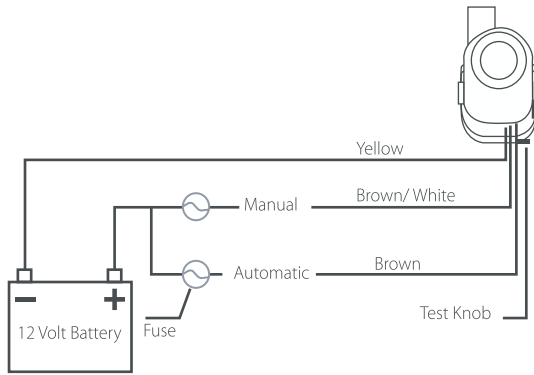 Yellow
Brown/ White
Manual
Brown
Automatic
Test Knob
Fuse
12 Volt Battery